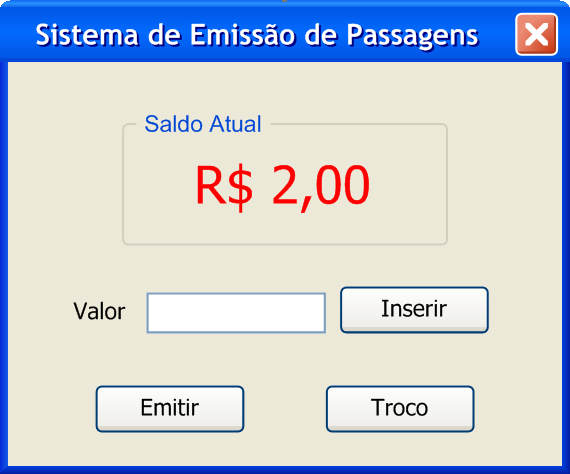 Sistema de Emissão de Passagens
Saldo Atual
R$ 2,00
Valor
Inserir
Emitir
Troco